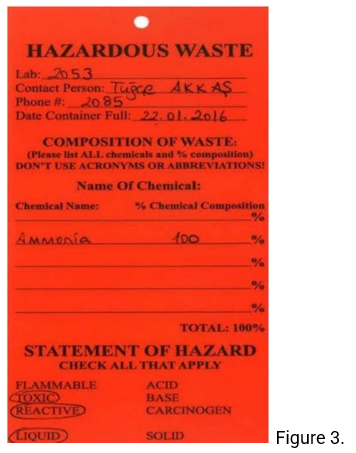 HAZARDOUS WASTE
Lab: 2053
Contact Person: Tuğçe AKKAŞ
Phone #: 2085
Date Container Full: 22.01.2016
COMPOSITION OF WASTE:
(Please list ALL chemicals and % composition)
DON'T USE ACRONYMS OR ABBREVIATIONS!
Name Of Chemical:
Chemical Name: % Chemical Composition
%
Ammonia 100 %
%
%
%
TOTAL: 100%
STATEMENT OF HAZARD
CHECK ALL THAT APPLY
FLAMMABLE ACID
TOXIC BASE
REACTIVE CARCINOGEN
LIQUID SOLID
Figure 3.